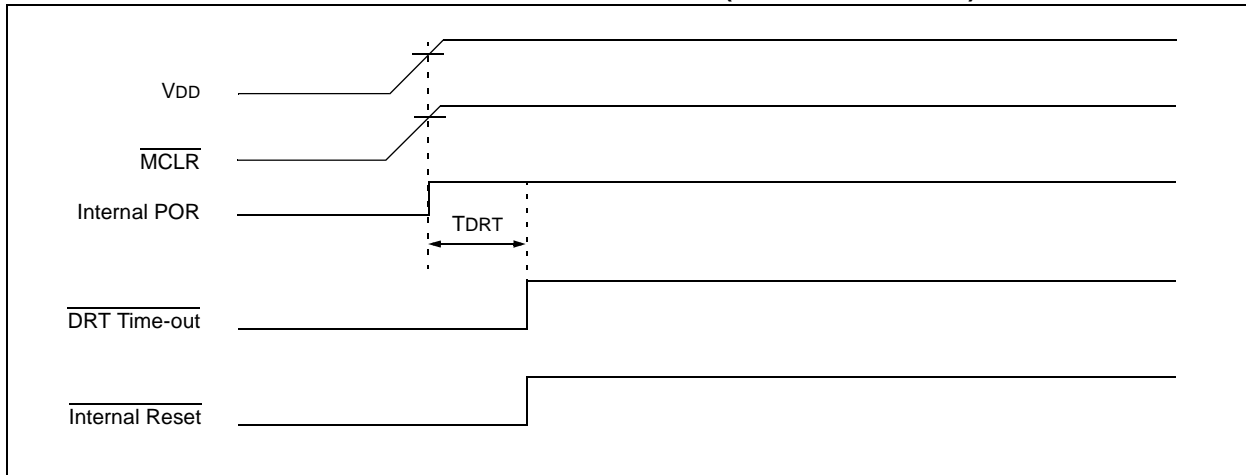 VDD
MCLR
Internal POR
TDRT
DRT Time-out
Internal Reset